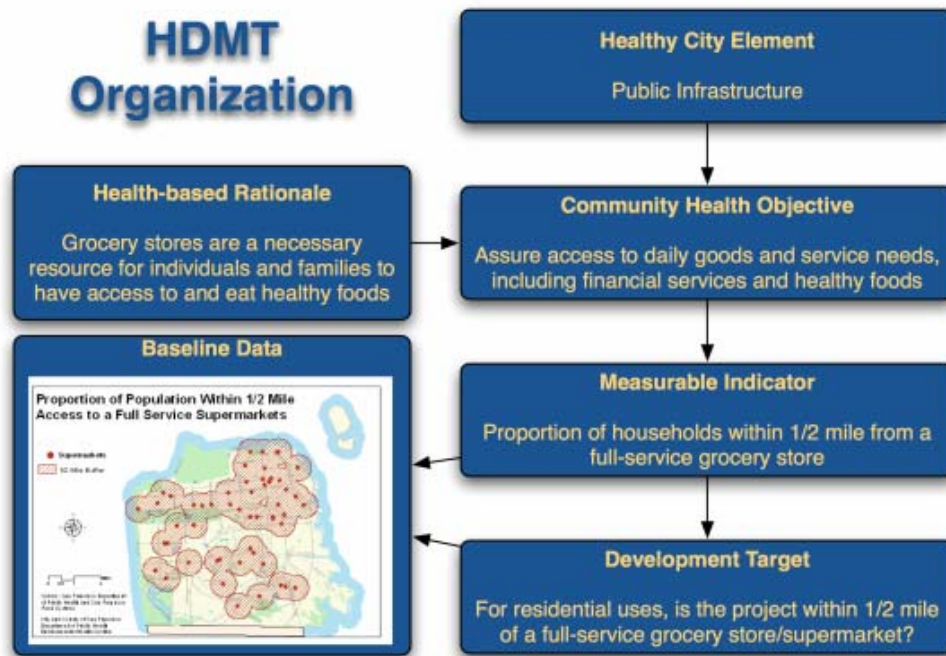 HDMT
Organization
Healthy City Element
Public Infrastructure
Health-based Rationale
Grocery stores are a necessary
resource for individuals and families to
have access to and eat healthy foods
Community Health Objective
Assure access to daily goods and service needs,
including financial services and healthy foods
Baseline Data
Proportion of Population Within 1/2 Mile
Access to a Full Service Supermarkets
Supermarkets
Mile Buffer
Measurable Indicator
Proportion of households within 1/2 mile from a
full-service grocery store
Development Target
For residential uses, is the project within 1/2 mile
of a full-service grocery store/supermarket?